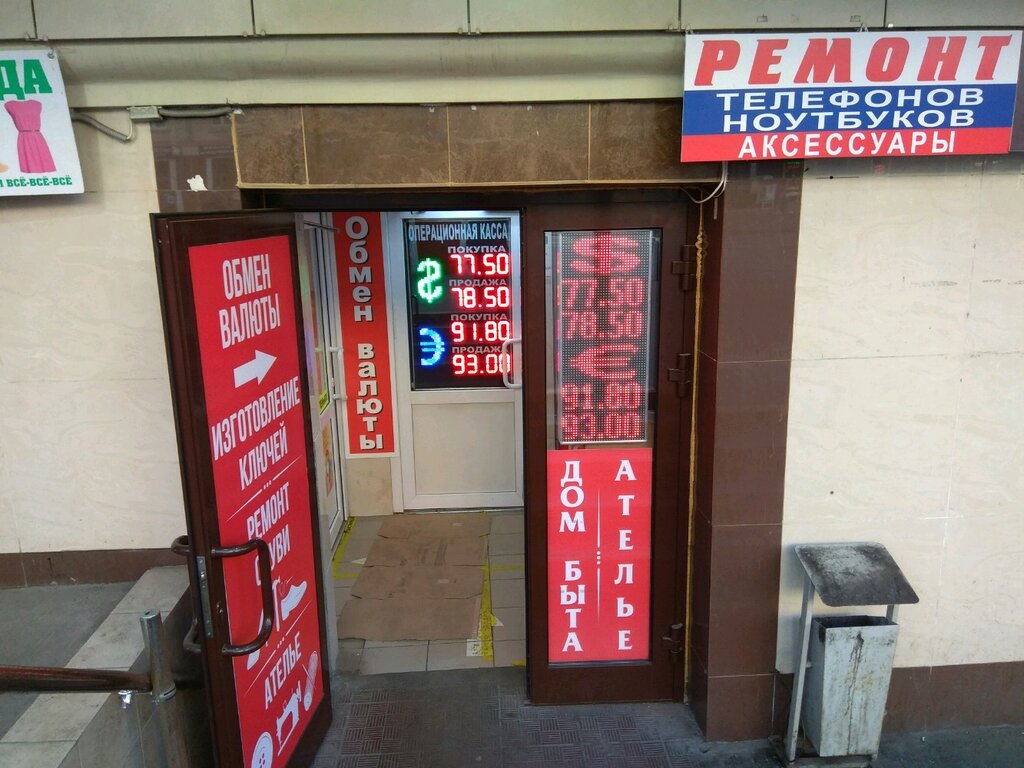 ДА
ВСЁ-ВСЁ-ВСЁ
РЕМОНТ
ТЕЛЕФОНОВ
НОУТБУКОВ
АКСЕССУАРЫ
ОБМЕН
ВАЛЮТЫ
ИЗГОТОВЛЕНИЕ
КЛЮЧЕЙ
РЕМОНТ
АТЕЛЬЕ
Обмен валюты
ОПЕРАЦИОННАЯ КАССА
ПОКУПКА
$ 77.50
ПРОДАЖА
78.50
ПОКУПКА
€ 91.80
ПРОДАЖА
93.00
$
77.50
78.50
€
91.80
93.00
ДОМ БЫТА
АТЕЛЬЕ